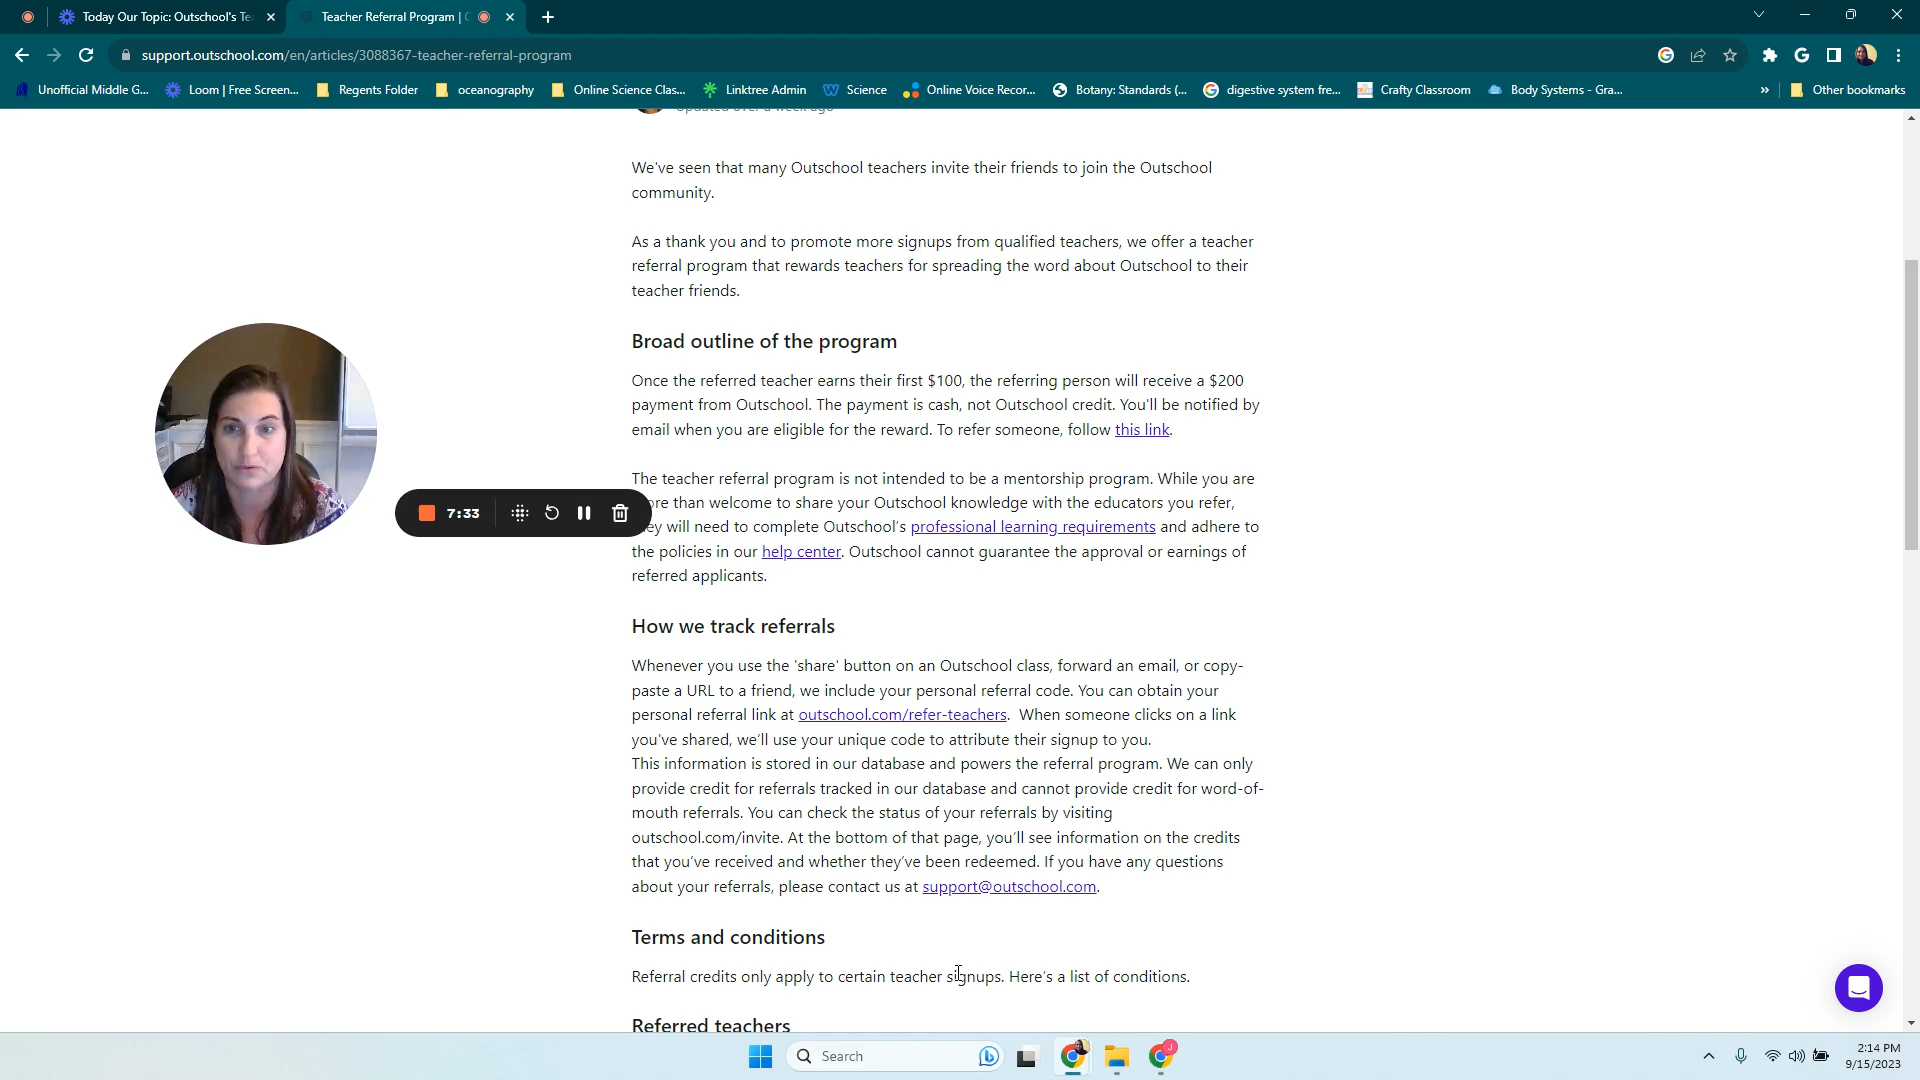 Today Our Topic: Outschool's Te
Teacher Referral Program |
support.outschool.com/en/articles/3088367-teacher-referral-program
Unofficial Middle G...
Loom | Free Screen...
Regents Folder
oceanography
Online Science Clas...
Linktree Admin
Science
Online Voice Recor...
Botany: Standards (...
digestive system fre...
Crafty Classroom
Body Systems - Gra...
»
Other bookmarks
Updated over a week ago
We've seen that many Outschool teachers invite their friends to join the Outschool
community.
As a thank you and to promote more signups from qualified teachers, we offer a teacher
referral program that rewards teachers for spreading the word about Outschool to their
teacher friends.
Broad outline of the program
Once the referred teacher earns their first $100, the referring person will receive a $200
payment from Outschool. The payment is cash, not Outschool credit. You'll be notified by
email when you are eligible for the reward. To refer someone, follow this link.
The teacher referral program is not intended to be a mentorship program. While you are
ore than welcome to share your Outschool knowledge with the educators you refer,
ey will need to complete Outschool's professional learning requirements and adhere to
the policies in our help center. Outschool cannot guarantee the approval or earnings of
referred applicants.
7:33
How we track referrals
Whenever you use the 'share' button on an Outschool class, forward an email, or copy-
paste a URL to a friend, we include your personal referral code. You can obtain your
personal referral link at outschool.com/refer-teachers. When someone clicks on a link
you've shared, we'll use your unique code to attribute their signup to you.
This information is stored in our database and powers the referral program. We can only
provide credit for referrals tracked in our database and cannot provide credit for word-of-
mouth referrals. You can check the status of your referrals by visiting
outschool.com/invite. At the bottom of that page, you'll see information on the credits
that you've received and whether they've been redeemed. If you have any questions
about your referrals, please contact us at support@outschool.com.
Terms and conditions
Referral credits only apply to certain teacher signups. Here's a list of conditions.
Referred teachers
Search
J
2:14 PM
9/15/2023